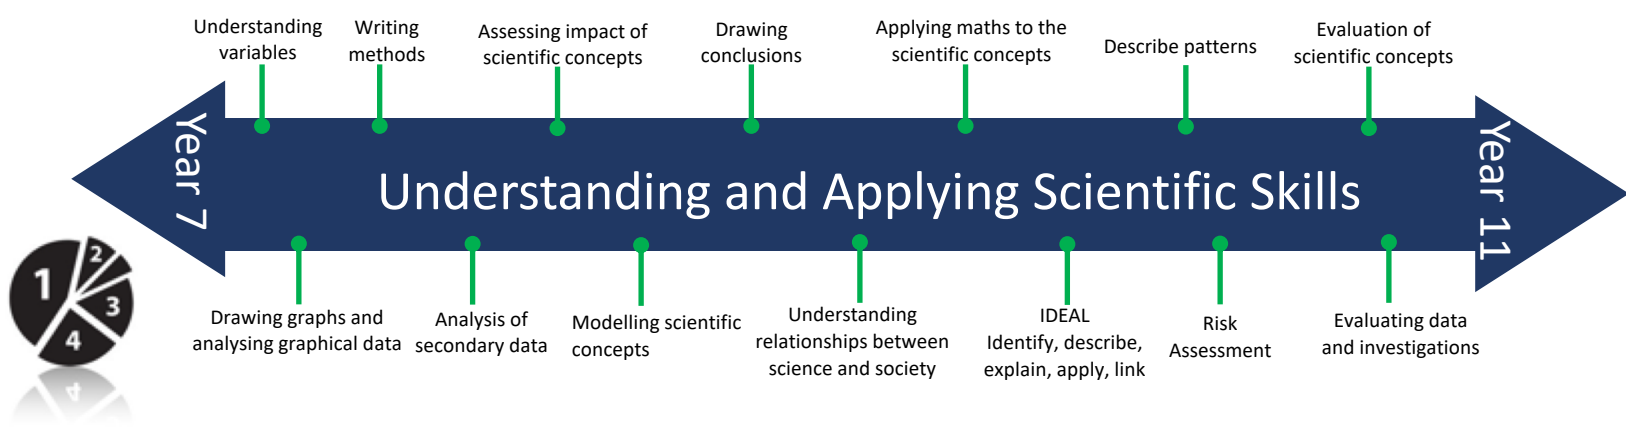 Understanding
variables
Writing
methods
Assessing impact of
scientific concepts
Drawing
conclusions
Applying maths to the
scientific concepts
Describe patterns
Evaluation of
scientific concepts
Year 7
Understanding and Applying Scientific Skills
Year 11
1
2
3
4
Drawing graphs and
analysing graphical data
Analysis of
secondary data
Modelling scientific
concepts
Understanding
relationships between
science and society
IDEAL
Identify, describe,
explain, apply, link
Risk
Assessment
Evaluating data
and investigations